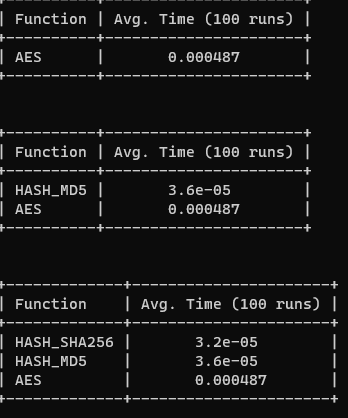 | Function | Avg. Time (100 runs) |
+----------+----------------------+
| AES      |       0.000487       |
+----------+----------------------+
+----------+----------------------+
| Function | Avg. Time (100 runs) |
+----------+----------------------+
| HASH_MD5 |       3.6e-05        |
| AES      |       0.000487       |
+----------+----------------------+
+-------------+----------------------+
| Function    | Avg. Time (100 runs) |
+-------------+----------------------+
| HASH_SHA256 |       3.2e-05        |
| HASH_MD5    |       3.6e-05        |
| AES         |       0.000487       |
+-------------+----------------------+